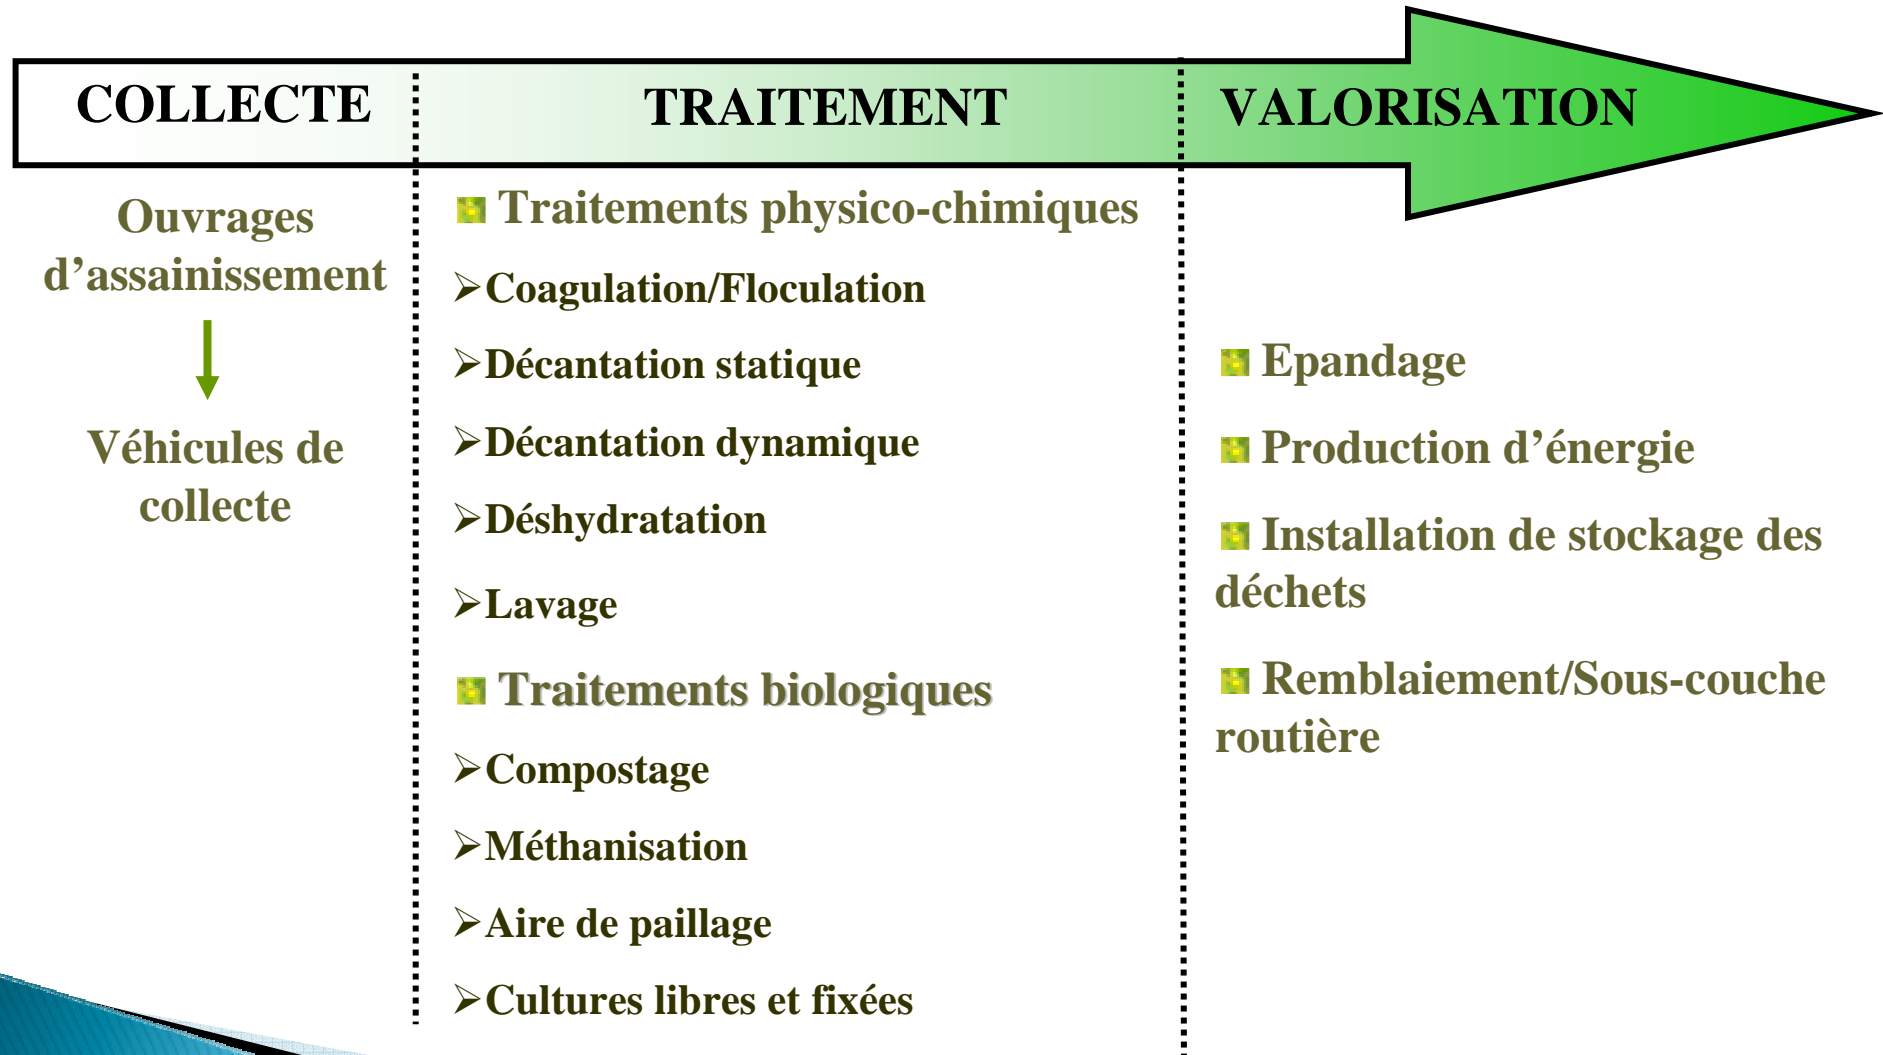 COLLECTE
TRAITEMENT
VALORISATION
Ouvrages
d’assainissement
Véhicules de
collecte
Traitements physico-chimiques
➢Coagulation/Floculation
➢Décantation statique
➢Décantation dynamique
➢Déshydratation
➢Lavage
Traitements biologiques
➢Compostage
➢Méthanisation
➢Aire de paillage
➢Cultures libres et fixées
Epandage
Production d’énergie
Installation de stockage des
déchets
Remblaiement/Sous-couche
routière